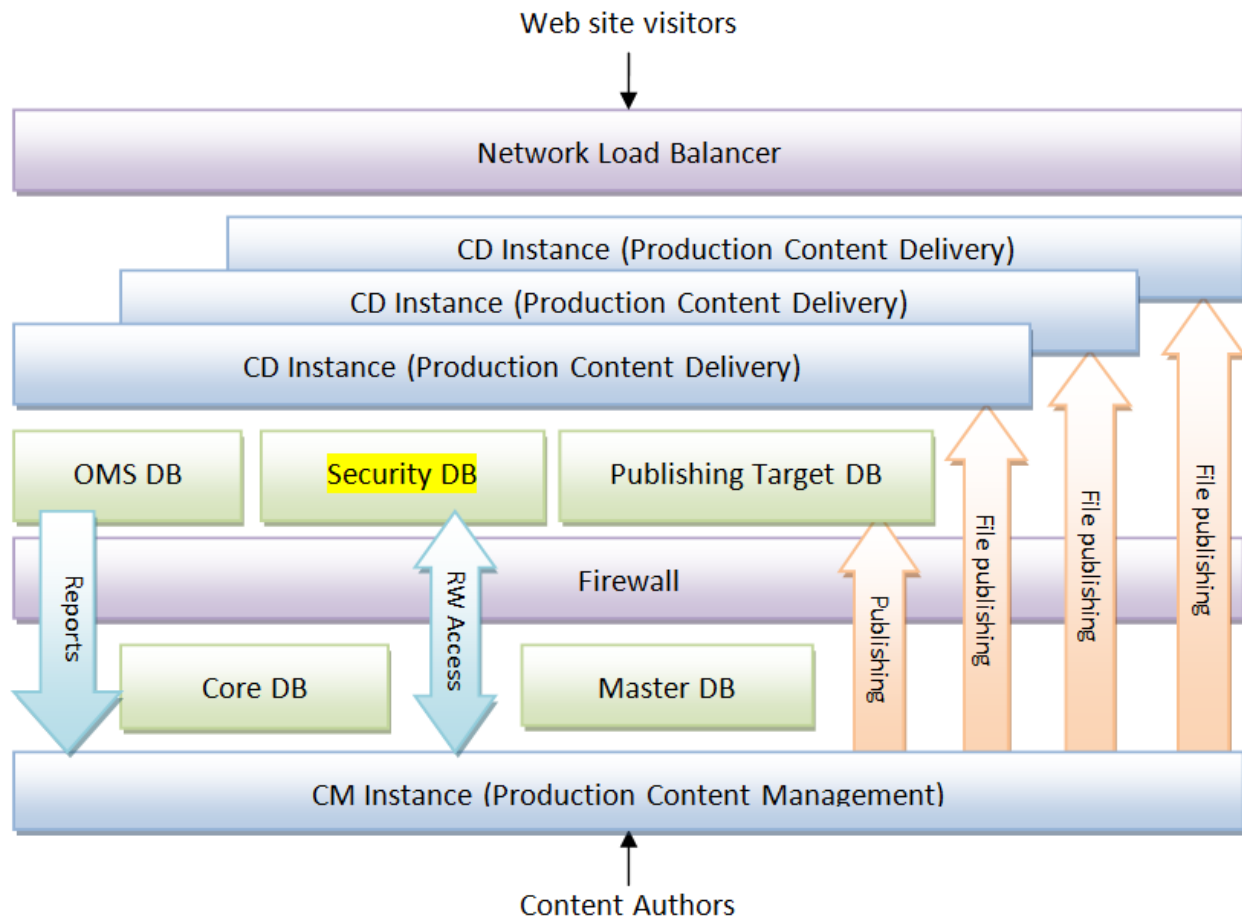 Web site visitors
Network Load Balancer
CD Instance (Production Content Delivery)
CD Instance (Production Content Delivery)
CD Instance (Production Content Delivery)
OMS DB
Security DB
Publishing Target DB
File publishing
File publishing
File publishing
Firewall
Reports
RW Access
Publishing
Core DB
Master DB
CM Instance (Production Content Management)
Content Authors